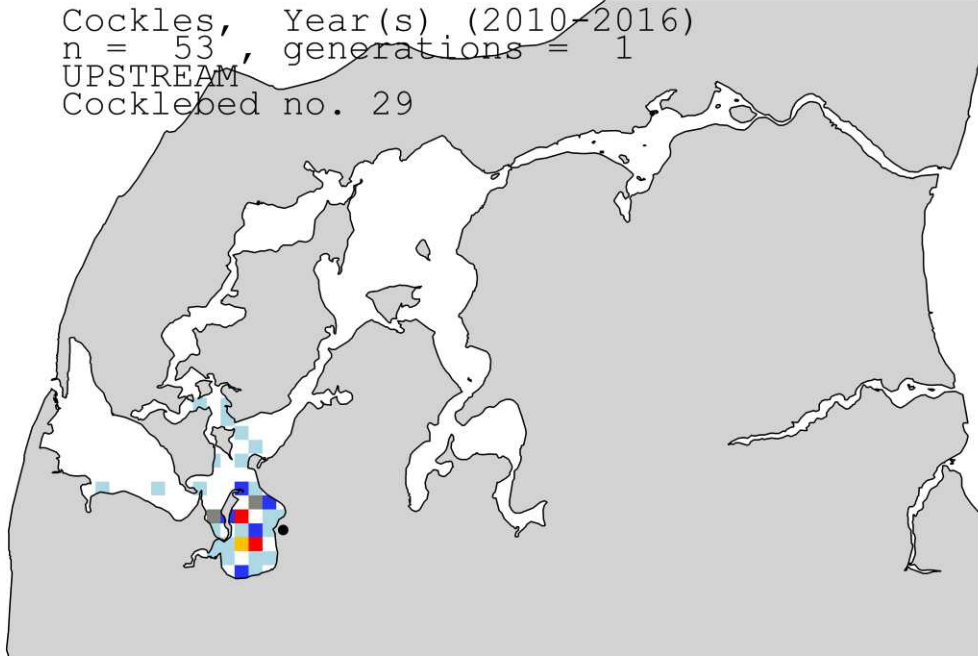 Cockles,   Year(s) (2010-2016)
n =   53 , generations =  1
UPSTREAM
Cocklebed no. 29